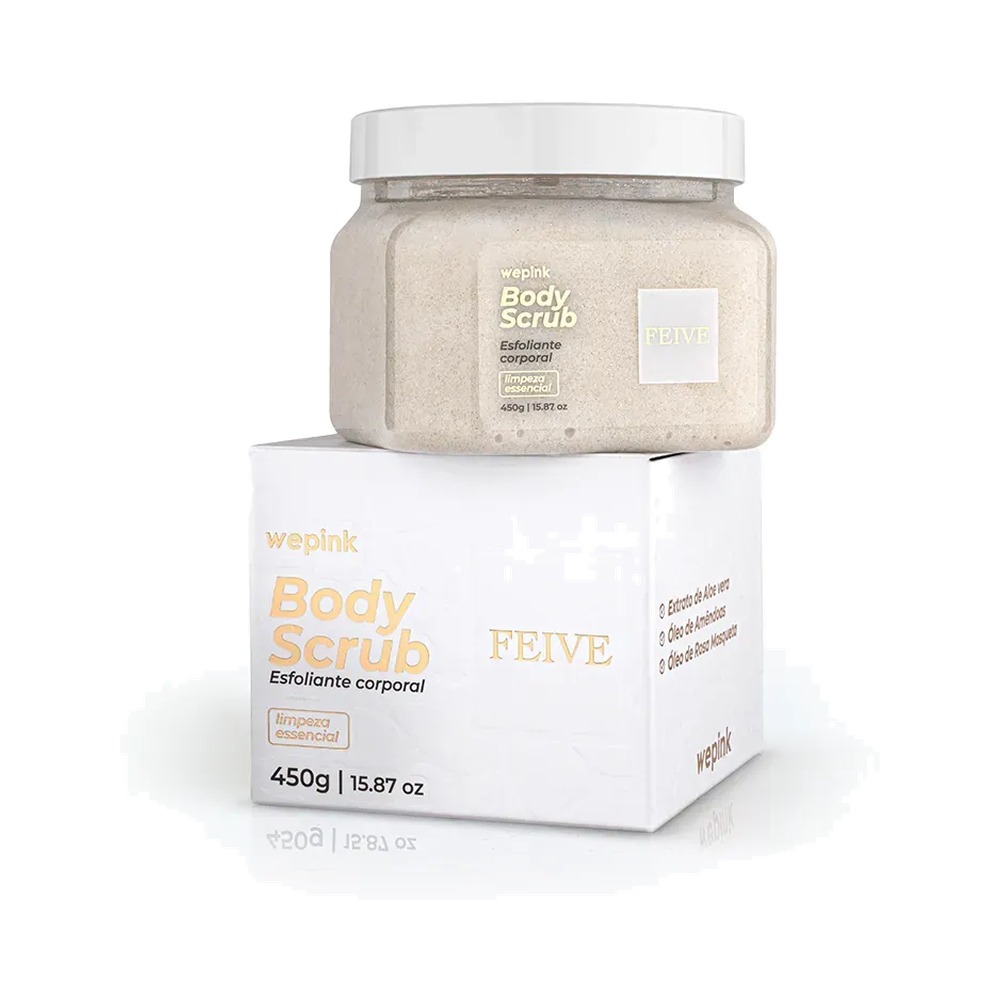 wepink
Body
Scrub
Esfoliante
corporal
limpeza
essencial
450g | 15.87 oz
FEIVE
wepink
Body
Scrub
Esfoliante corporal
limpeza
essencial
450g | 15.87 oz
FEIVE
Extrato de Aloe vera
Óleo de Amêndoas
Óleo de Rosa Mosqueta
wepink